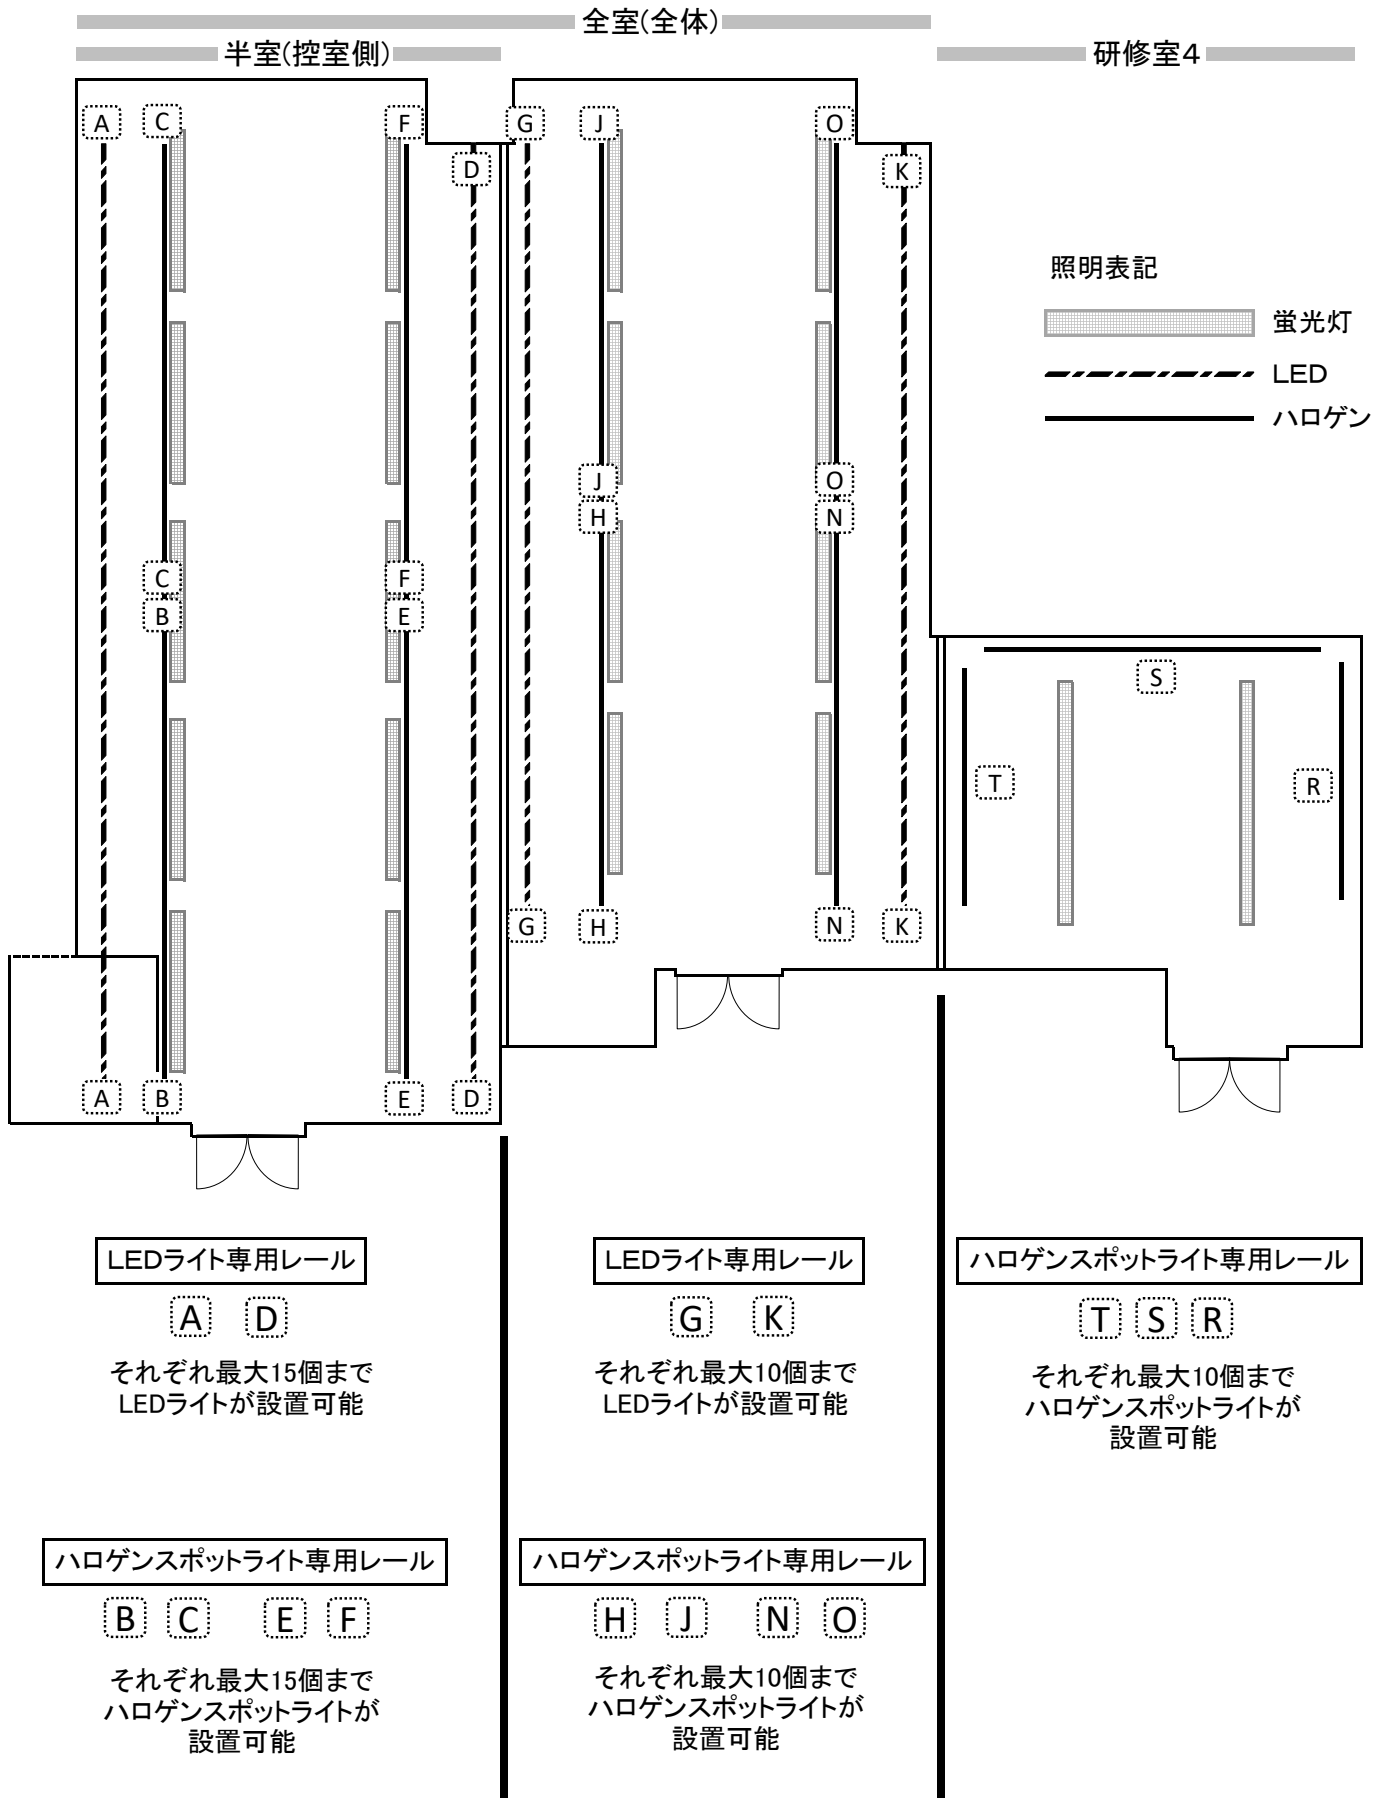 全室(全体)
半室(控室側)
研修室４
A
C
F
G
J
O
D
K
照明表記
蛍光灯
LED
ハロゲン
J
O
H
N
C
F
B
E
S
T
R
G
H
N
K
A
B
E
D
LEDライト専用レール
A D
それぞれ最大15個まで
LEDライトが設置可能
LEDライト専用レール
G K
それぞれ最大10個まで
LEDライトが設置可能
ハロゲンスポットライト専用レール
T S R
それぞれ最大10個まで
ハロゲンスポットライトが
設置可能
ハロゲンスポットライト専用レール
B C E F
それぞれ最大15個まで
ハロゲンスポットライトが
設置可能
ハロゲンスポットライト専用レール
H J N O
それぞれ最大10個まで
ハロゲンスポットライトが
設置可能